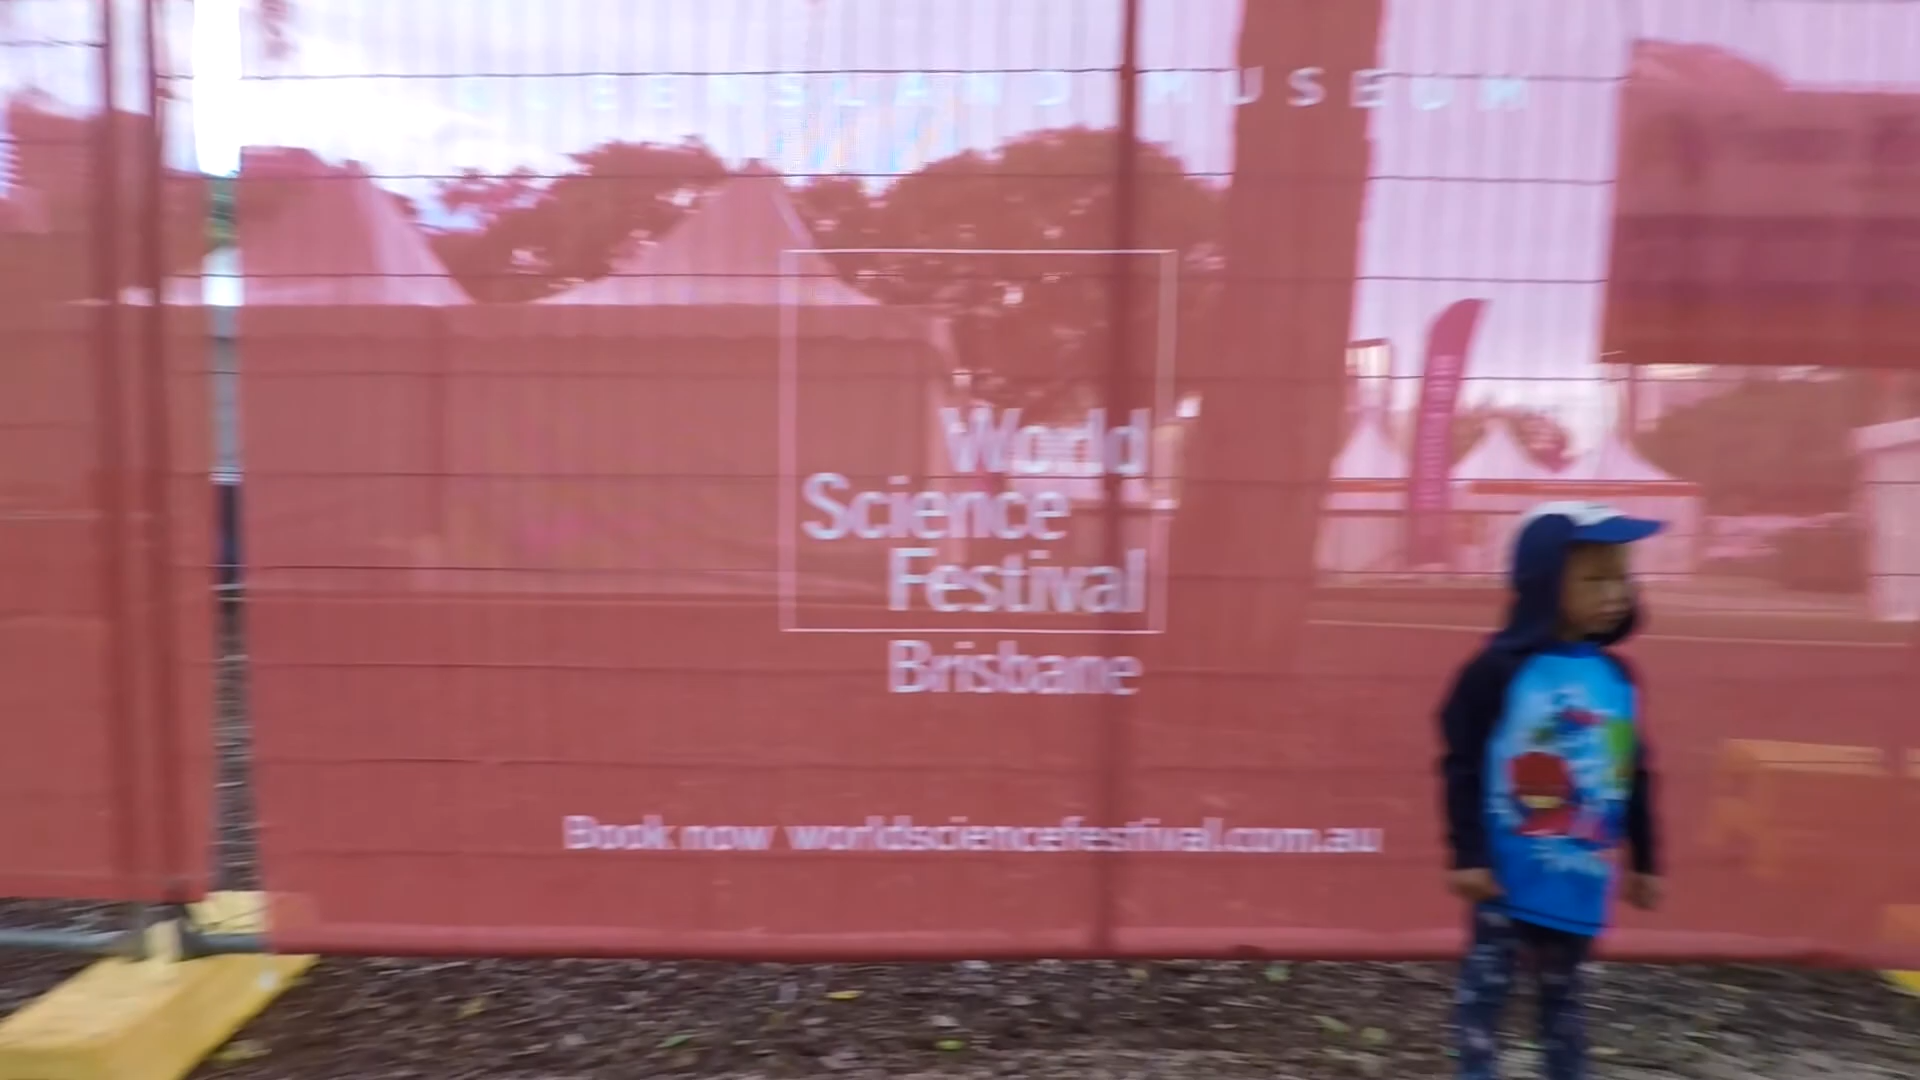 QUEENSLAND MUSEUM
World
Science
Festival
Brisbane
Book now worldsciencefestival.com.au